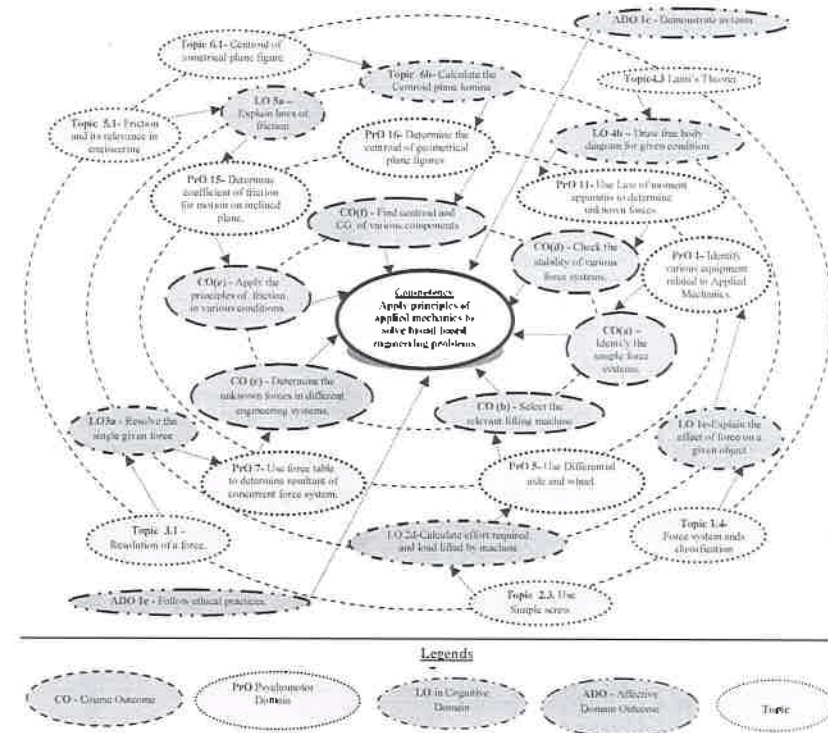 ADO 1c - Demonstrate
Topic 6.1- Centroid of
plane figure
Topic 6b- Calculate the
Centroid plane lamina
Topic
LO 5a –
Explain laws of
friction
Topic 5.1- Friction
and its relevance in
engineering
PrO 16- Determine the
centroid of geometrical
plane figures
LO 4b – Draw free body
diagram for given condition
PrO 15- Determine
coefficient of friction
for motion on inclined
plane.
PrO 11- Use Law of moment
apparatus to determine
unknown forces.
CO(f) - Find centroid and
CG of various components
CO(d) - Check the
stability of various
force systems.
PrO 1- Identify
various equipment
related to Applied
Mechanics.
CO(e) - Apply the
principles of friction
in various conditions.
Competency
Apply principles of
applied mechanics to
solve broad based
engineering problems
CO(a) –
Identify the
simple force
systems.
CO (c) - Determine the
unknown forces in different
engineering systems.
CO (b) - Select the
relevant lifting machine
LO3a - Resolve the
single given force
LO 1e-Explain the
effect of force on a
given object
PrO 7- Use force table
to determine resultant of
concurrent force system.
PrO 5- Use Differential
axle and wheel.
Topic 3.1 -
Resolution of a force.
LO 2d-Calculate effort required
and load lifted by machine
Topic 1.4-
Force system
classification
ADO 1e - Follow ethical practices.
Topic 2.3. Use
Simple screw
Legends
CO - Course Outcome
PrO Psychomotor
Domain
LO in Cognitive
Domain
ADO - Affective
Domain Outcome
Topic